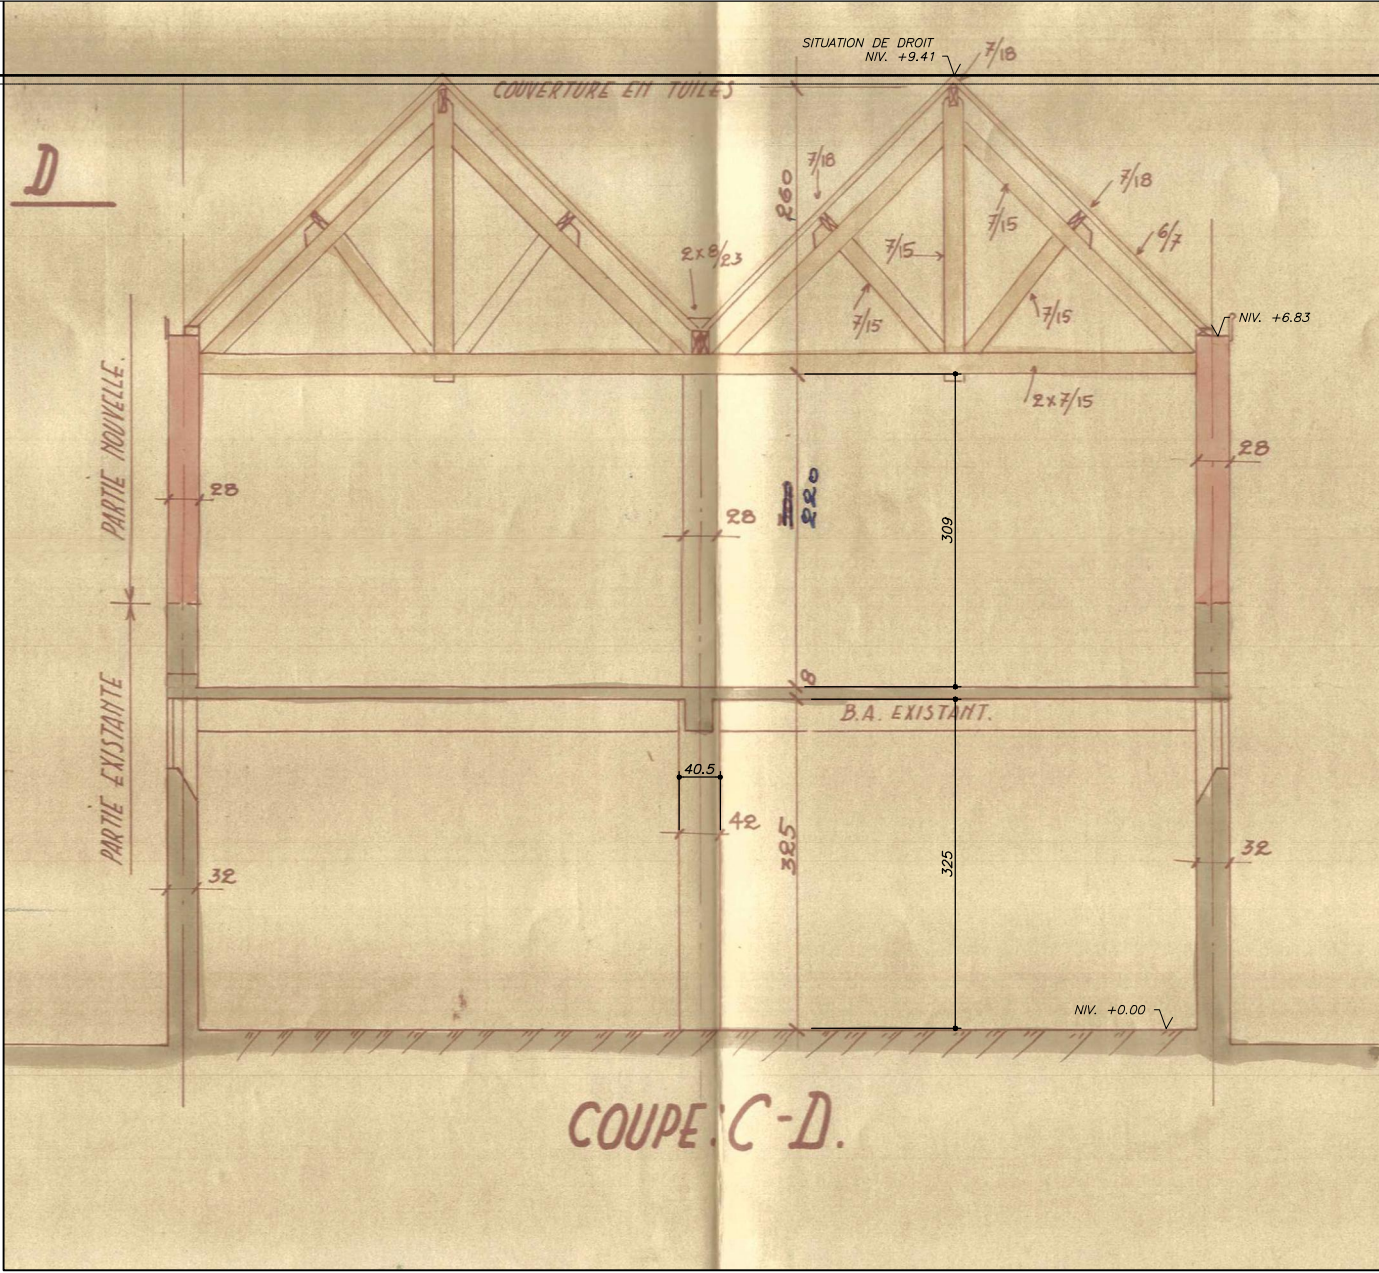 SITUATION DE DROIT
NIV. +9.41
7/18
COUVERTURE EN TUILES
D
260
7/18
7/18
7/15
6/7
7/15
2x8/23
7/15
7/15
NIV. +6.83
2x7/15
PARTIE NOUVELLE.
28
28
28
220
309
8
B.A. EXISTANT.
PARTIE EXISTANTE
40.5
42
325
325
32
32
NIV. +0.00
COUPE: C-D.